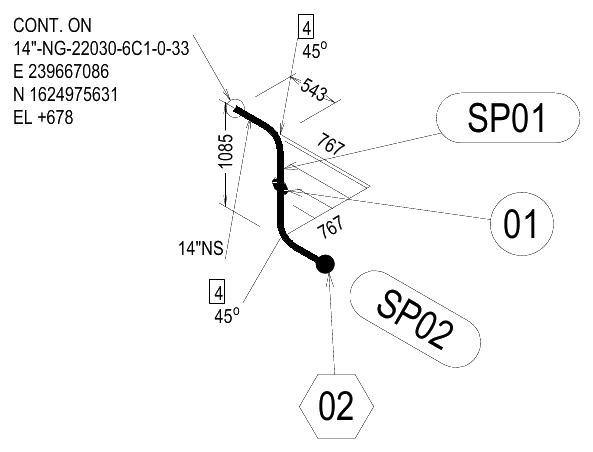 CONT. ON
14"-NG-22030-6C1-0-33
E 239667086
N 1624975631
EL +678
4
45°
543
SP01
767
1085
01
767
14"NS
4
45°
SP02
02